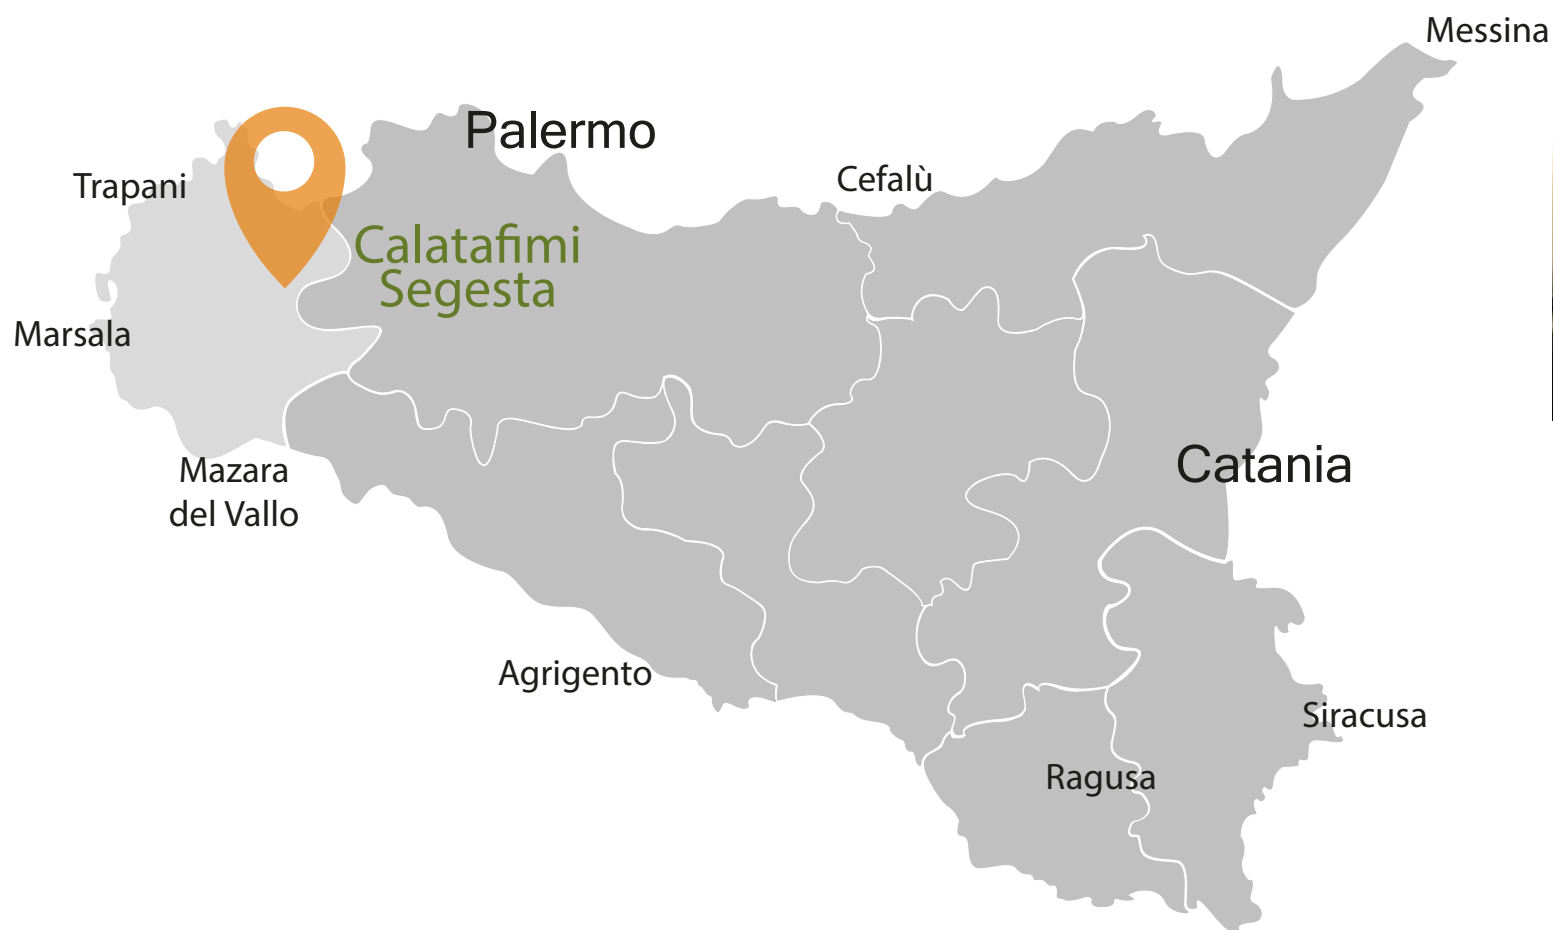 Messina
Palermo
Cefalù
Trapani
Calatafimi
Segesta
Marsala
Catania
Mazara
del Vallo
Agrigento
Siracusa
Ragusa